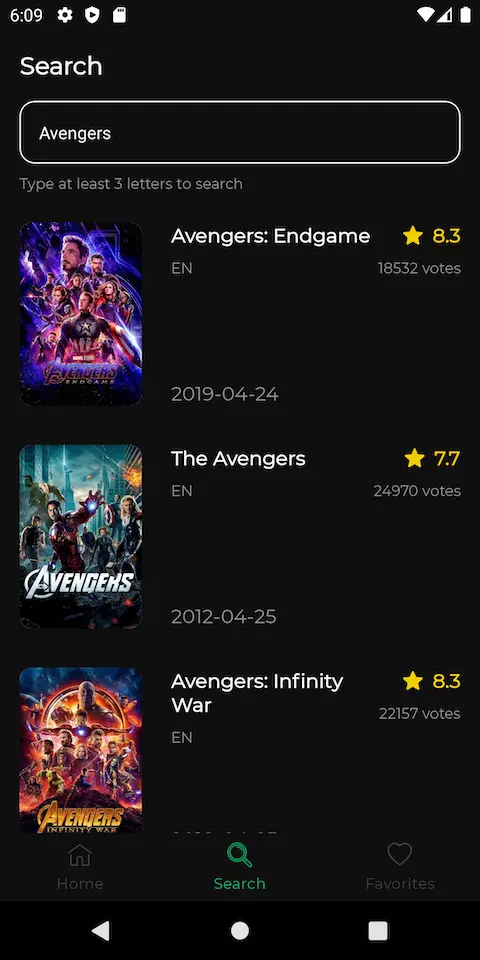 6:09
Search
Avengers
Type at least 3 letters to search
Avengers: Endgame
8.3
EN
18532 votes
MARVEL STUDIOS
AVENGERS
ENDGAME
2019-04-24
The Avengers
7.7
EN
24970 votes
AVENGERS
2012-04-25
Avengers: Infinity
War
8.3
22157 votes
EN
AVENGERS
INFINITY WAR
Home
Search
Favorites